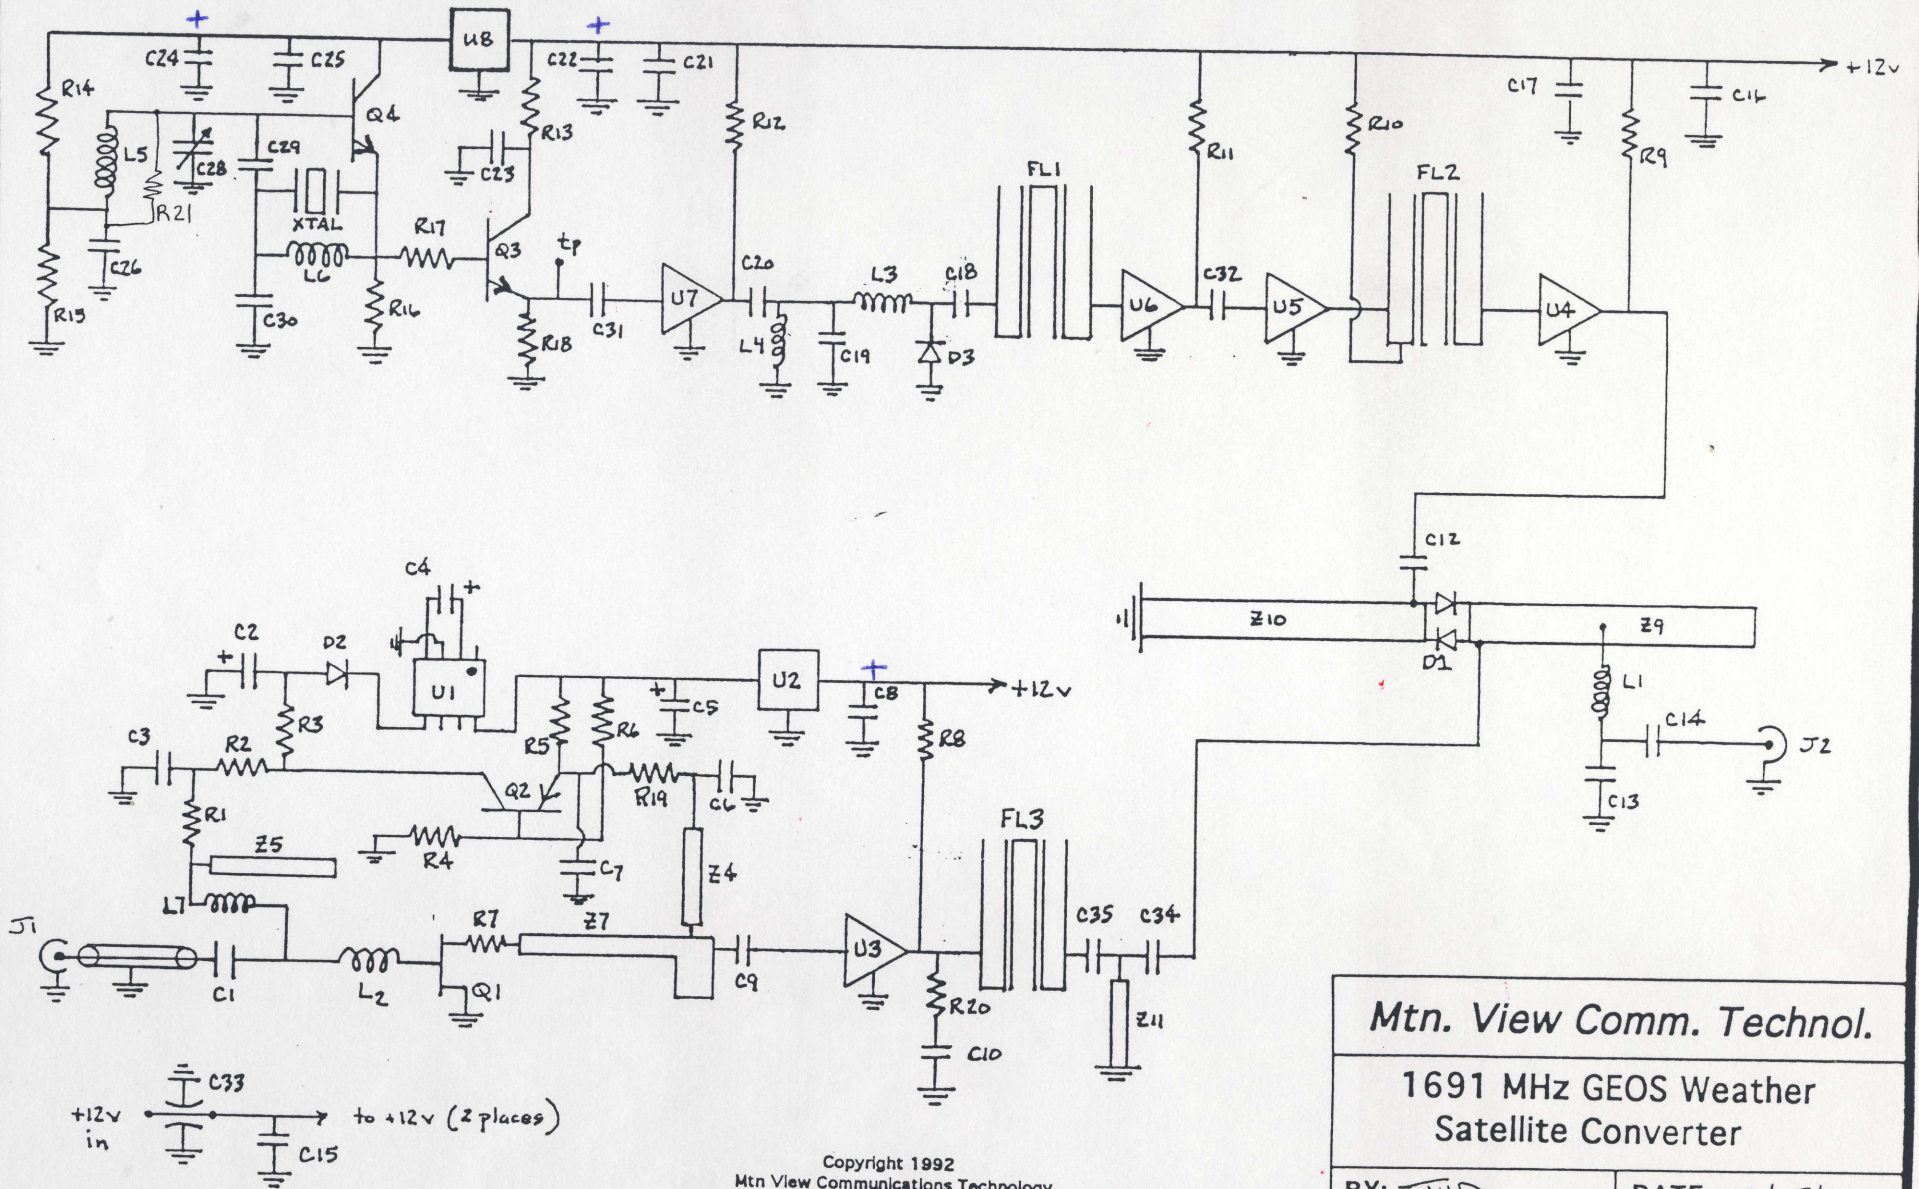 +
+
U8
C24
C25
C22
C21
+12v
R14
Q4
R13
R12
C17
C16
R10
R11
R9
L5
C28
C29
C23
FL1
FL2
R21
XTAL
R17
Q3
tp
C26
L6
C20
L3
C18
C32
U7
U6
U5
U4
R15
C30
R16
R18
C31
L4
C19
D3
C12
C4
+
Z10
Z9
D1
C2
+
D2
U1
U2
+
C8
+12v
+
C5
L1
C14
J2
R3
R5
R6
R8
C3
R2
Q2
R19
C6
C13
R1
R4
FL3
Z5
C7
Z4
L7
J1
R7
Z7
C35
C34
U3
C1
L2
Q1
C9
R20
Z11
C10
Mtn. View Comm. Technol.
C33
+12v
in
to +12v (2 places)
C15
1691 MHz GEOS Weather
Satellite Converter
Copyright 1992
Mtn View Communications Technology
BY:
DATE